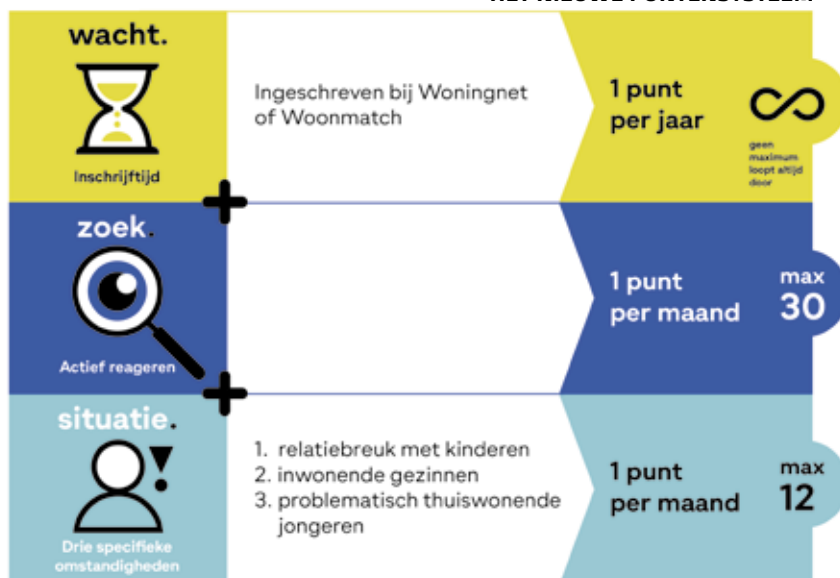 wacht.
Inschrijftijd
Ingeschreven bij Woningnet
of Woonmatch
1 punt
per jaar
geen
maximum
loopt altijd
door
zoek.
Actief reageren
1 punt
per maand
max
30
situatie.
Drie specifieke
omstandigheden
1. relatiebreuk met kinderen
2. inwonende gezinnen
3. problematisch thuiswonende
jongeren
1 punt
per maand
max
12